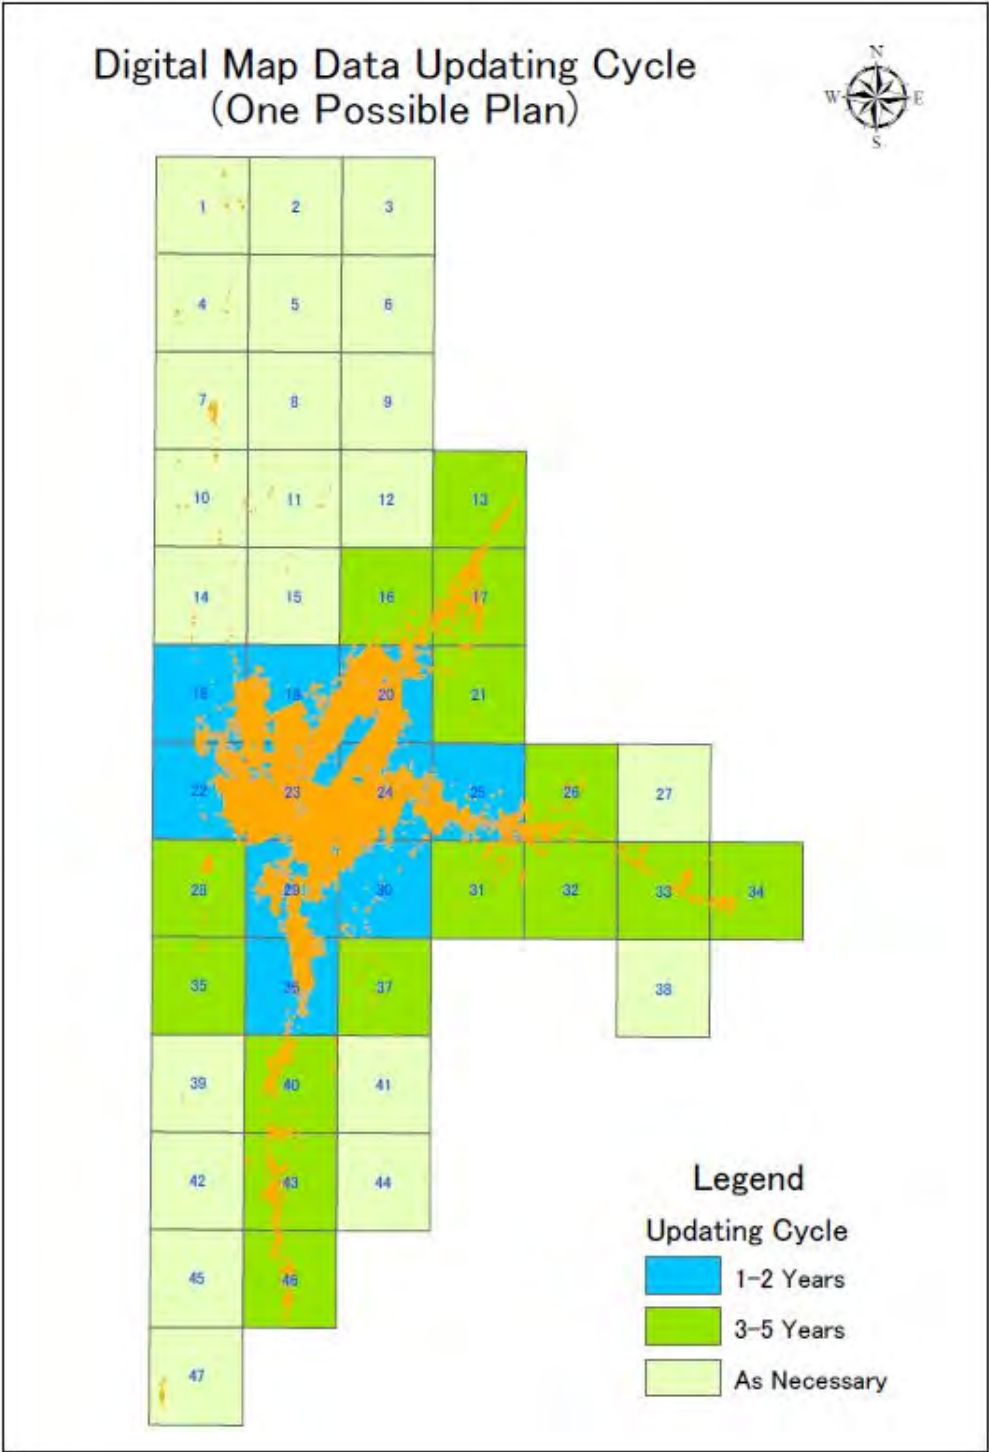 Digital Map Data Updating Cycle
(One Possible Plan)
N
W E
S
1 2 3
4 5 6
7 8 9
10 11 12 13
14 15 16 17
18 19 20 21
22 23 24 25 26 27
28 29 30 31 32 33 34
35 36 37 38
39 40 41
42 43 44
45 46
47
Legend
Updating Cycle
1-2 Years
3-5 Years
As Necessary